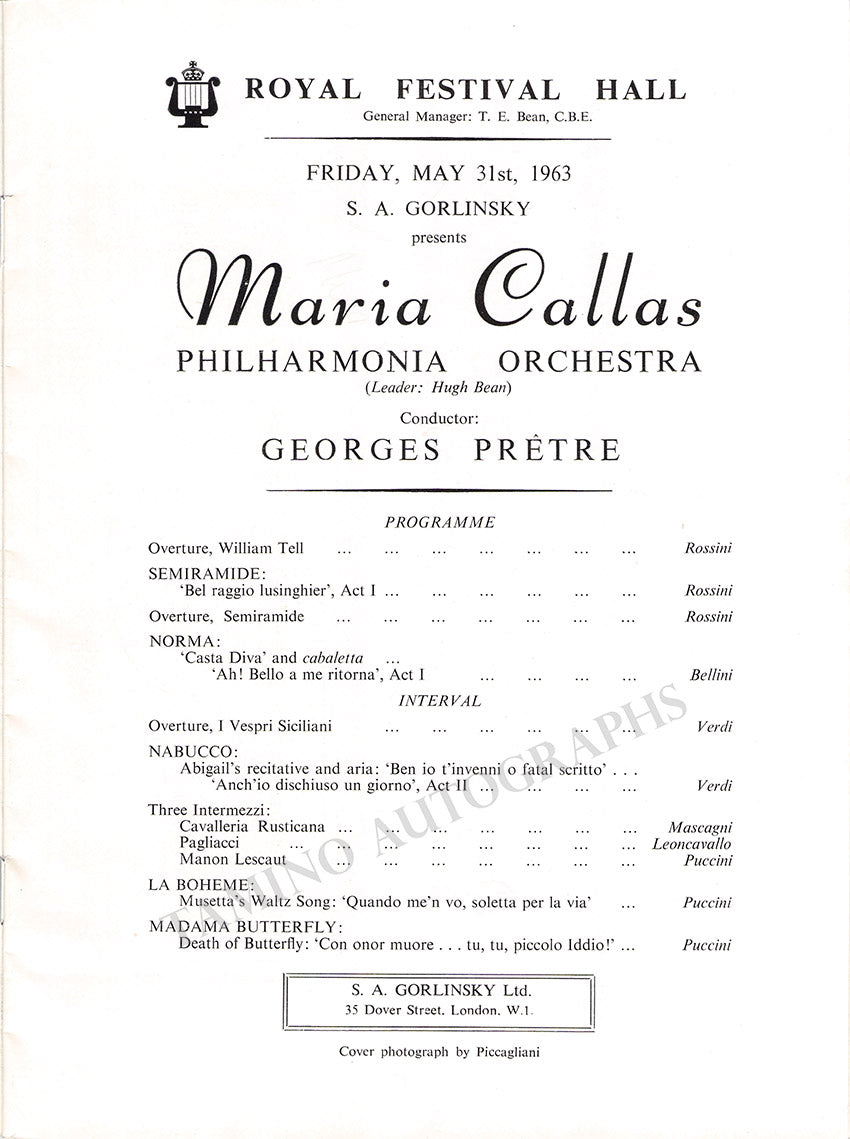 ROYAL FESTIVAL HALL
General Manager: T. E. Bean, C.B.E.
FRIDAY, MAY 31st, 1963
S. A. GORLINSKY
presents
Maria Callas
PHILHARMONIA ORCHESTRA
(Leader: Hugh Bean)
Conductor:
GEORGES PRÊTRE
PROGRAMME
Overture, William Tell ... ... ... ... ... ... ... Rossini
SEMIRAMIDE:
'Bel raggio lusinghier', Act I ... ... ... ... ... ... Rossini
Overture, Semiramide ... ... ... ... ... ... ... Rossini
NORMA:
'Casta Diva' and cabaletta ...
'Ah! Bello a me ritorna', Act I ... ... ... ... Bellini
INTERVAL
Overture, I Vespri Siciliani ... ... ... ... ... ... Verdi
NABUCCO:
Abigail's recitative and aria: 'Ben io t'invenni o fatal scritto' . . .
'Anch'io dischiuso un giorno', Act II ... ... ... ... Verdi
Three Intermezzi:
Cavalleria Rusticana ... ... ... ... ... ... ... Mascagni
Pagliacci ... ... ... ... ... ... ... ... Leoncavallo
Manon Lescaut ... ... ... ... ... ... ... Puccini
LA BOHEME:
Musetta's Waltz Song: 'Quando me'n vo, soletta per la via' ... Puccini
MADAMA BUTTERFLY:
Death of Butterfly: 'Con onor muore . . . tu, tu, piccolo Iddio!' ... Puccini
S. A. GORLINSKY Ltd.
35 Dover Street, London, W.1.
Cover photograph by Piccagliani
TAMINO AUTOGRAPHS